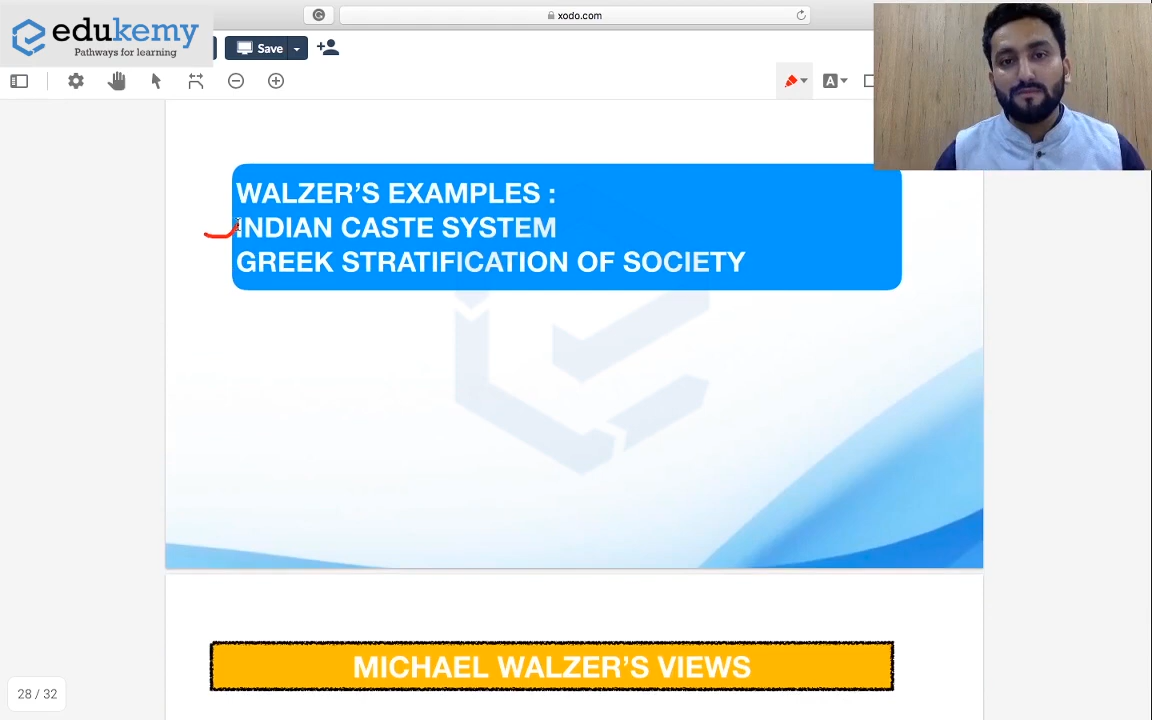 edukemy
Pathways for learning
xodo.com
Save
A
WALZER'S EXAMPLES :
INDIAN CASTE SYSTEM
GREEK STRATIFICATION OF SOCIETY
MICHAEL WALZER'S VIEWS
28 / 32